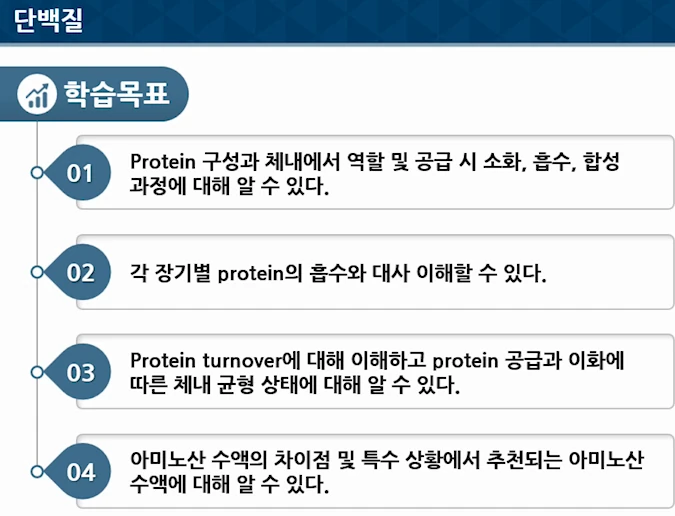 단백질
학습목표
01
Protein 구성과 체내에서 역할 및 공급 시 소화, 흡수, 합성
과정에 대해 알 수 있다.
02
각 장기별 protein의 흡수와 대사 이해할 수 있다.
03
Protein turnover에 대해 이해하고 protein 공급과 이화에
따른 체내 균형 상태에 대해 알 수 있다.
04
아미노산 수액의 차이점 및 특수 상황에서 추천되는 아미노산
수액에 대해 알 수 있다.